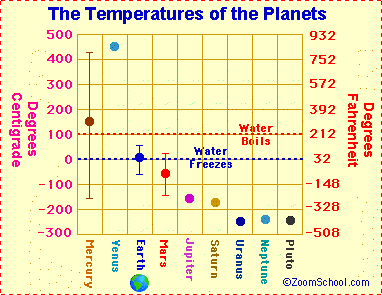 The Temperatures of the Planets
500
400
300
200
100
0
-100
-200
-300
Degrees
Centigrade
932
752
572
392
212
32
-148
-328
-508
Degrees
Fahrenheit
Water
Boils
Water
Freezes
Mercury
Venus
Earth
Mars
Jupiter
Saturn
Uranus
Neptune
Pluto
©ZoomSchool.com